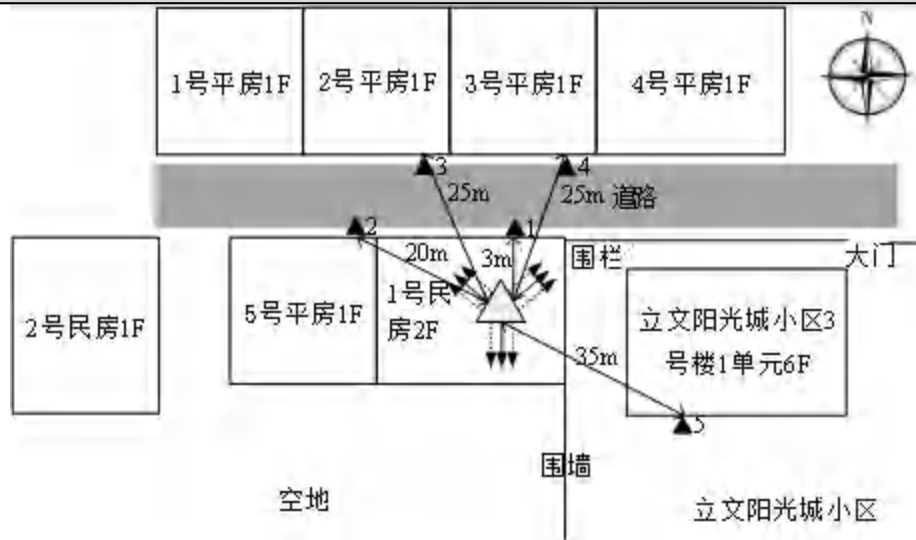 N
1号平房1F
2号平房1F
3号平房1F
4号平房1F
3
4
25m
25m 道路
2
1
20m
3m
围栏
大门
2号民房1F
5号平房1F
1号民
房2F
立文阳光城小区3
号楼1单元6F
35m
5
围墙
空地
立文阳光城小区